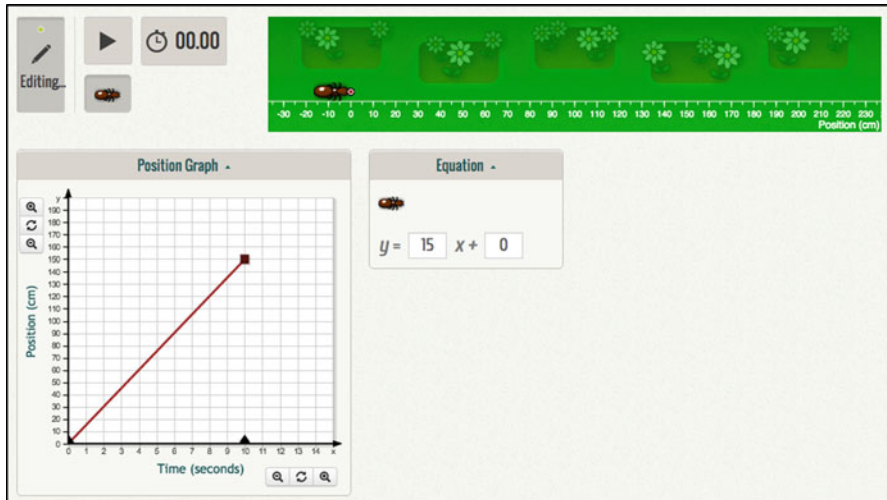 00.00
Editing...
-30 -20 -10 0 10 20 30 40 50 60 70 80 90 100 110 120 130 140 150 160 170 180 190 200 210 220 230
Position (cm)
Position Graph
Equation
y
190
180
170
160
150
140
130
120
110
100
90
80
70
60
50
40
30
20
10
0
Position (cm)
y = 15 x + 0
0 1 2 3 4 5 6 7 8 9 10 11 12 13 14 x
Time (seconds)